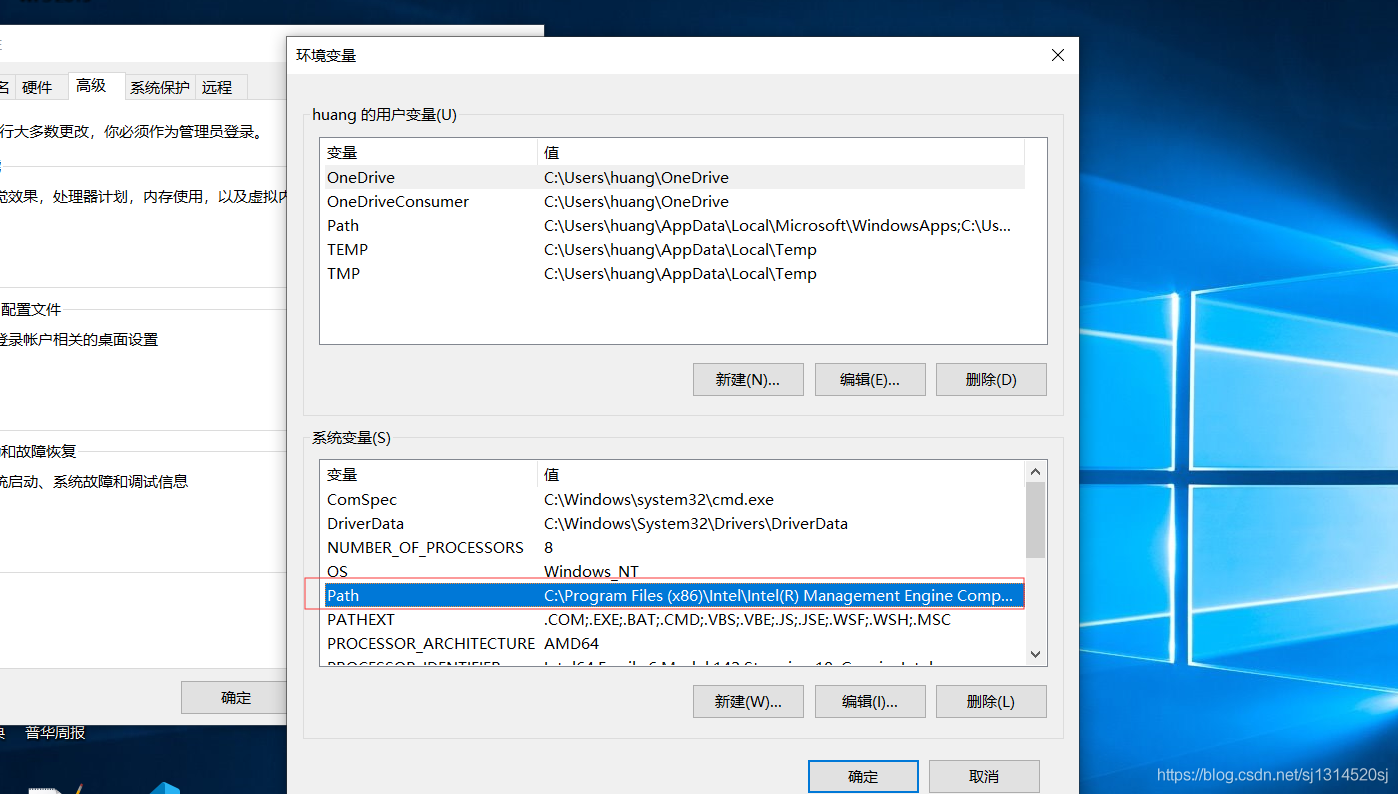 环境变量
名 硬件 高级 系统保护 远程
行大多数更改，你必须作为管理员登录。
觉效果，处理器计划，内存使用，以及虚拟内
配置文件
登录帐户相关的桌面设置
和故障恢复
统启动、系统故障和调试信息
确定
普华周报
huang 的用户变量(U)
变量 值
OneDrive C:\Users\huang\OneDrive
OneDriveConsumer C:\Users\huang\OneDrive
Path C:\Users\huang\AppData\Local\Microsoft\WindowsApps;C:\Us...
TEMP C:\Users\huang\AppData\Local\Temp
TMP C:\Users\huang\AppData\Local\Temp
新建(N)... 编辑(E)... 删除(D)
系统变量(S)
变量 值
ComSpec C:\Windows\system32\cmd.exe
DriverData C:\Windows\System32\Drivers\DriverData
NUMBER_OF_PROCESSORS 8
OS Windows_NT
Path C:\Program Files (x86)\Intel\Intel(R) Management Engine Comp...
PATHEXT .COM;.EXE;.BAT;.CMD;.VBS;.VBE;.JS;.JSE;.WSF;.WSH;.MSC
PROCESSOR_ARCHITECTURE AMD64
PROCESSOR_IDENTIFIER
新建(W)... 编辑(I)... 删除(L)
确定 取消
https://blog.csdn.net/sj1314520sj